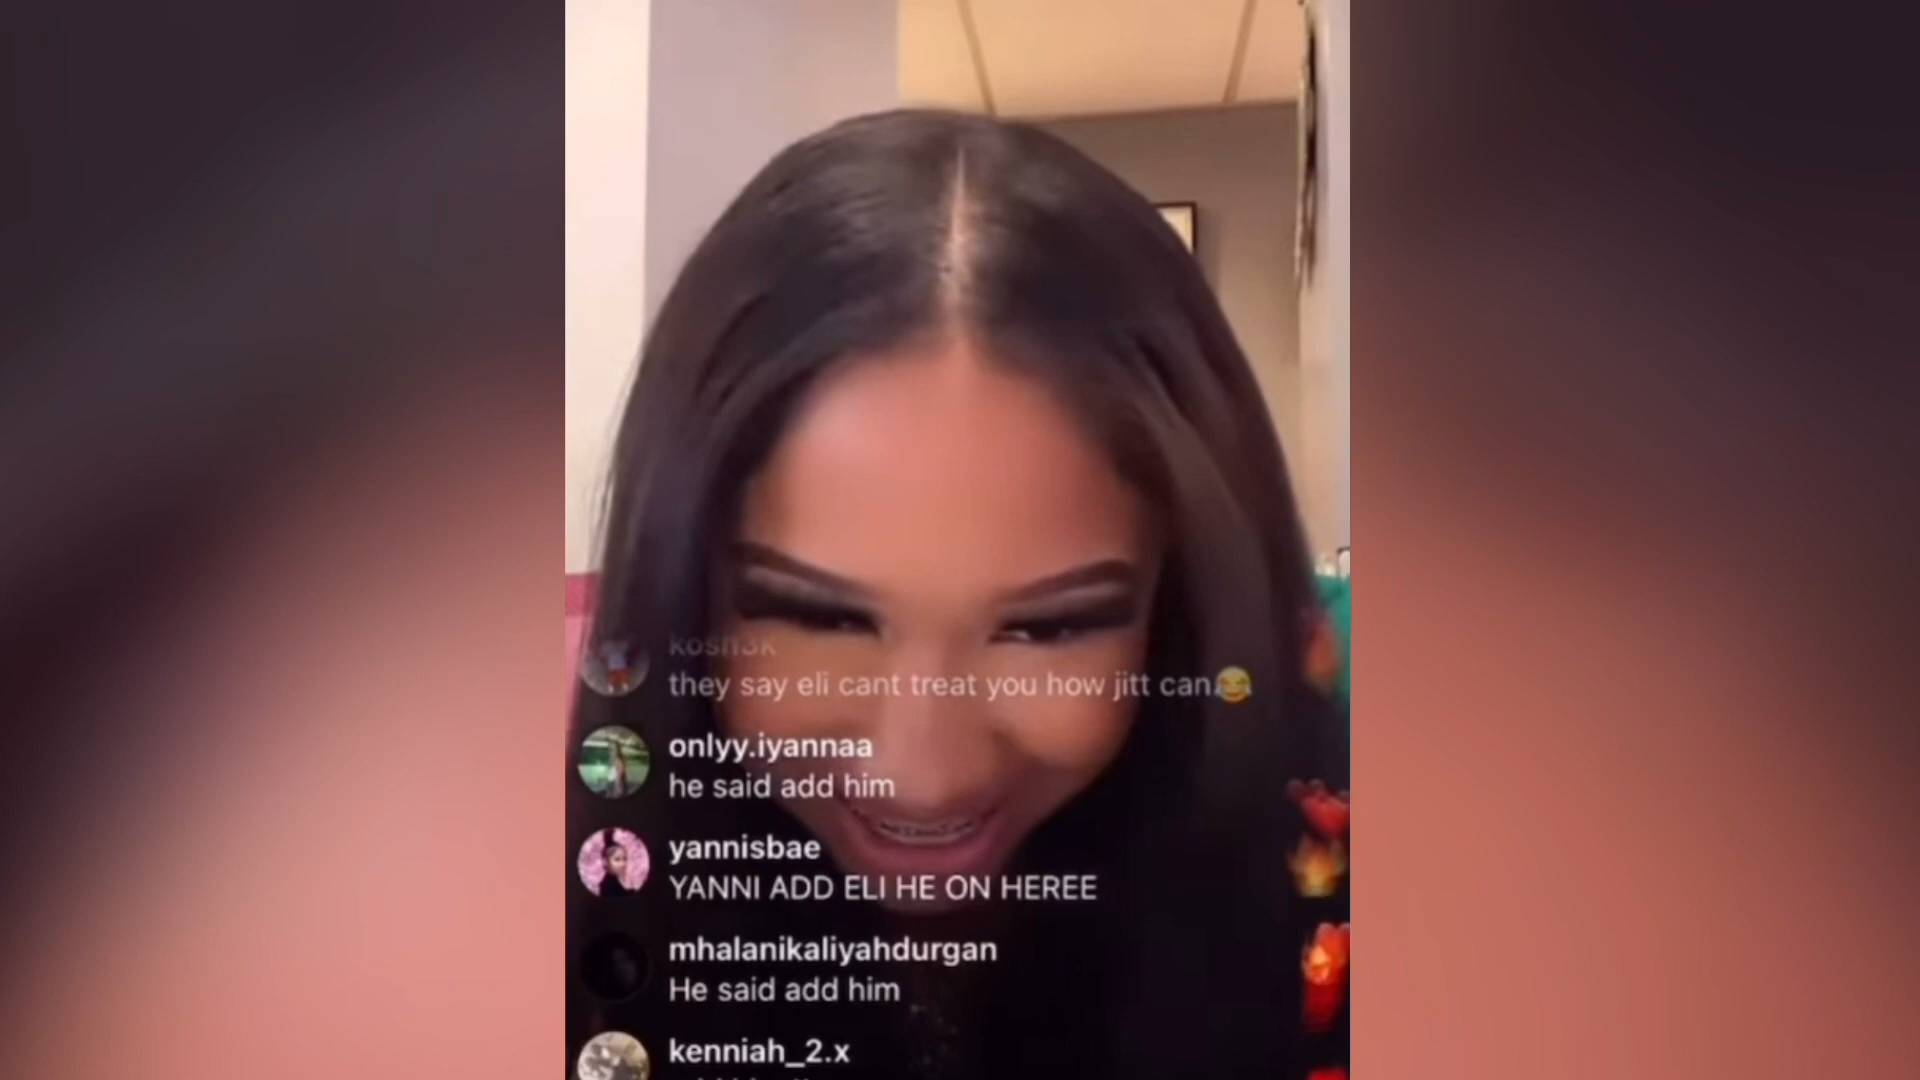 kosh3k
they say eli cant treat you how jitt can😂
onlyy.iyannaa
he said add him
yannisbae
YANNI ADD ELI HE ON HEREE
mhalanikaliyahdurgan
He said add him
kenniah_2.x